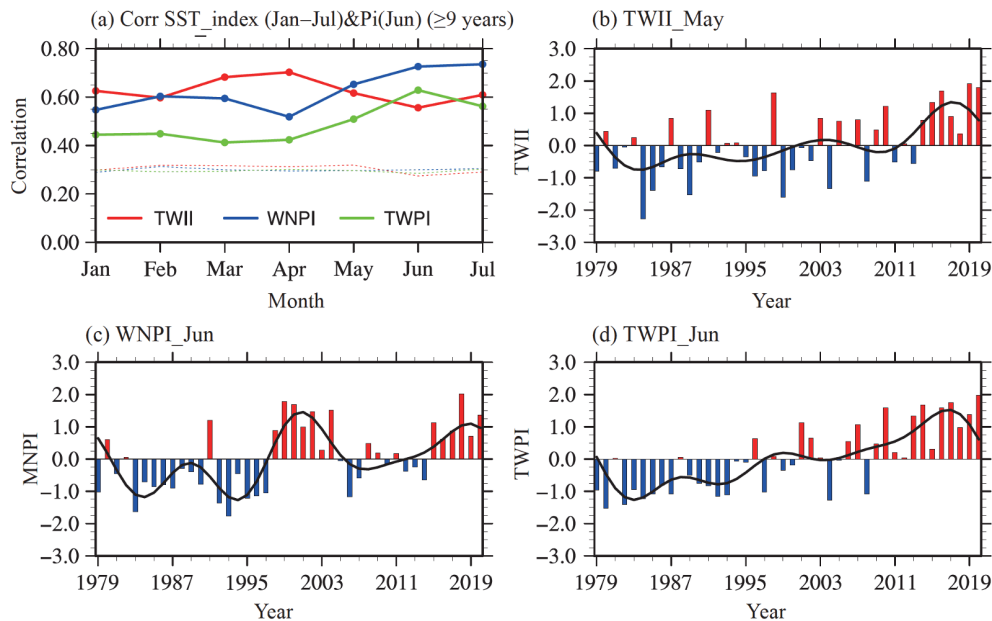 (a) Corr SST_index (Jan–Jul)&Pi(Jun) (≥9 years)
0.80
0.60
0.40
0.20
0.00
Correlation
TWII WNPI TWPI
Jan Feb Mar Apr May Jun Jul
Month
(b) TWII_May
3.0
2.0
1.0
0.0
−1.0
−2.0
−3.0
TWII
1979 1987 1995 2003 2011 2019
Year
(c) WNPI_Jun
3.0
2.0
1.0
0.0
−1.0
−2.0
−3.0
MNPI
1979 1987 1995 2003 2011 2019
Year
(d) TWPI_Jun
3.0
2.0
1.0
0.0
−1.0
−2.0
−3.0
TWPI
1979 1987 1995 2003 2011 2019
Year